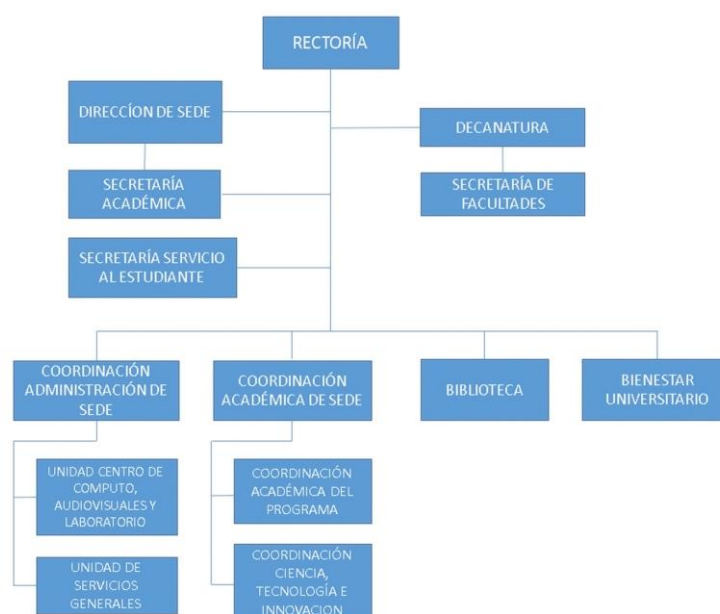 RECTORÍA
DIRECCÍON DE SEDE
DECANATURA
SECRETARÍA
ACADÉMICA
SECRETARÍA DE
FACULTADES
SECRETARÍA SERVICIO
AL ESTUDIANTE
COORDINACIÓN
ADMINISTRACIÓN DE
SEDE
COORDINACIÓN
ACADÉMICA DE SEDE
BIBLIOTECA
BIENESTAR
UNIVERSITARIO
UNIDAD CENTRO DE
COMPUTO,
AUDIOVISUALES Y
LABORATORIO
COORDINACIÓN
ACADÉMICA DEL
PROGRAMA
UNIDAD DE
SERVICIOS
GENERALES
COORDINACIÓN
CIENCIA,
TECNOLOGÍA E
INNOVACION